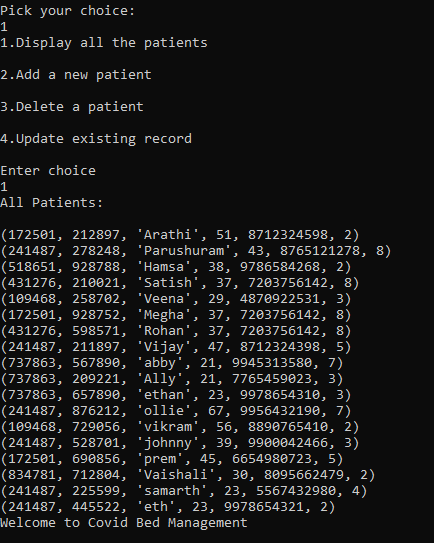 Pick your choice:
1
1.Display all the patients
2.Add a new patient
3.Delete a patient
4.Update existing record
Enter choice
1
All Patients:
(172501, 212897, 'Arathi', 51, 8712324598, 2)
(241487, 278248, 'Parushuram', 43, 8765121278, 8)
(518651, 928788, 'Hamsa', 38, 9786584268, 2)
(431276, 210021, 'Satish', 37, 7203756142, 8)
(109468, 258702, 'Veena', 29, 4870922531, 3)
(172501, 928752, 'Megha', 37, 7203756142, 8)
(431276, 598571, 'Rohan', 37, 7203756142, 8)
(241487, 211897, 'Vijay', 47, 8712324398, 5)
(737863, 567890, 'abby', 21, 9945313580, 7)
(737863, 209221, 'Ally', 21, 7765459023, 3)
(737863, 657890, 'ethan', 23, 9978654310, 3)
(241487, 876212, 'ollie', 67, 9956432190, 7)
(109468, 729056, 'vikram', 56, 8890765410, 2)
(241487, 528701, 'johnny', 39, 9900042466, 3)
(172501, 690856, 'prem', 45, 6654980723, 5)
(834781, 712804, 'Vaishali', 30, 8095662479, 2)
(241487, 225599, 'samarth', 23, 5567432980, 4)
(241487, 445522, 'eth', 23, 9978654321, 2)
Welcome to Covid Bed Management